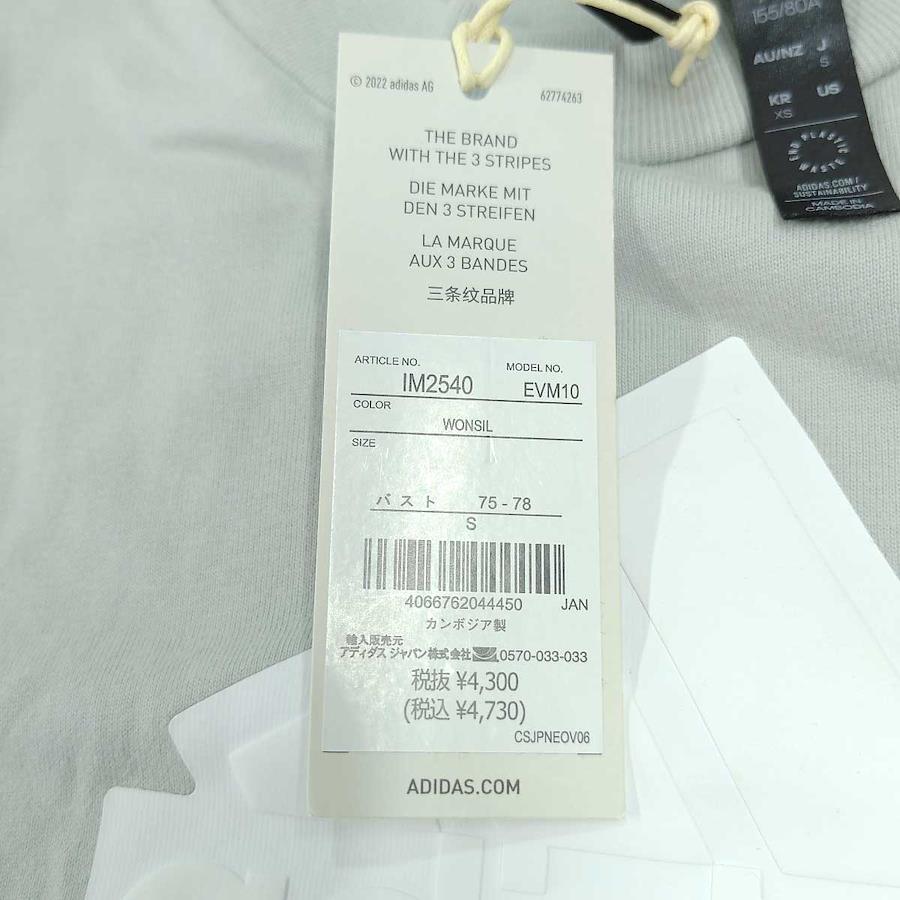 © 2022 adidas AG
62774263
THE BRAND
WITH THE 3 STRIPES
DIE MARKE MIT
DEN 3 STREIFEN
LA MARQUE
AUX 3 BANDES
三条纹品牌
ARTICLE NO.
MODEL NO.
IM2540
EVM10
COLOR
WONSIL
SIZE
バスト 75 - 78
S
4066762044450 JAN
カンボジア製
輸入販売元
アディダス ジャパン株式会社 0570-033-033
税抜 ¥4,300
(税込 ¥4,730)
CSJPNEOV06
ADIDAS.COM
155/80A
AU/NZ J
S
KR US
XS
END PLASTIC WASTE
ADIDAS.COM/
SUSTAINABILITY
MADE IN
CAMBODIA